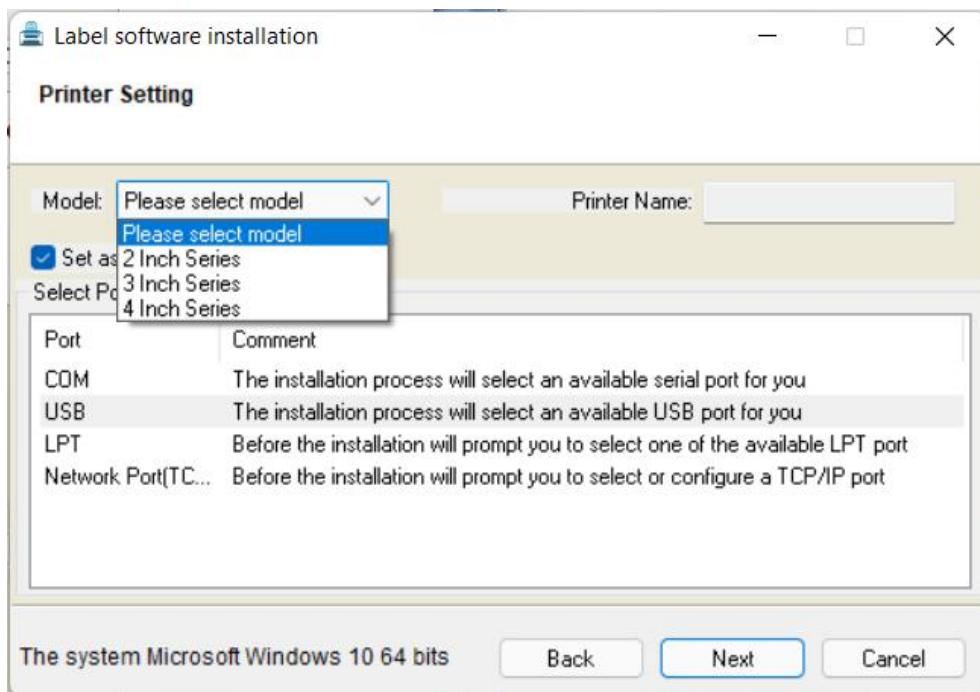 Label software installation
Printer Setting
Model: Please select model Printer Name:
Please select model
2 Inch Series
3 Inch Series
4 Inch Series
Set as
Select Po
Port Comment
COM The installation process will select an available serial port for you
USB The installation process will select an available USB port for you
LPT Before the installation will prompt you to select one of the available LPT port
Network Port(TC... Before the installation will prompt you to select or configure a TCP/IP port
The system Microsoft Windows 10 64 bits Back Next Cancel